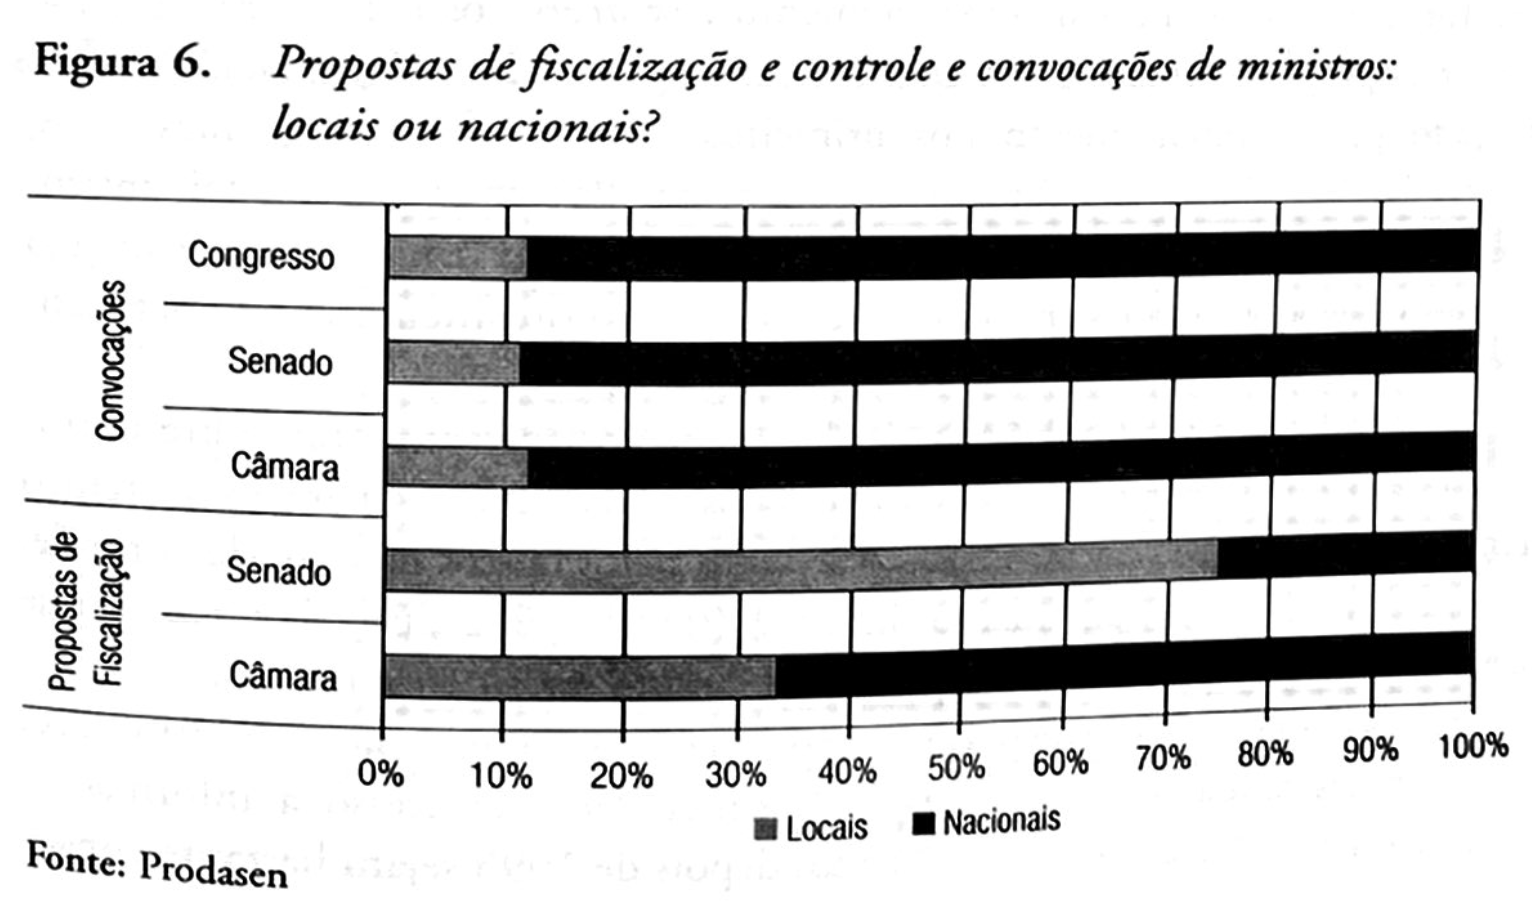 Figura 6. Propostas de fiscalização e controle e convocações de ministros:
locais ou nacionais?
Convocações
Congresso
Senado
Câmara
Propostas de
Fiscalização
Senado
Câmara
0% 10% 20% 30% 40% 50% 60% 70% 80% 90% 100%
Locais Nacionais
Fonte: Prodasen